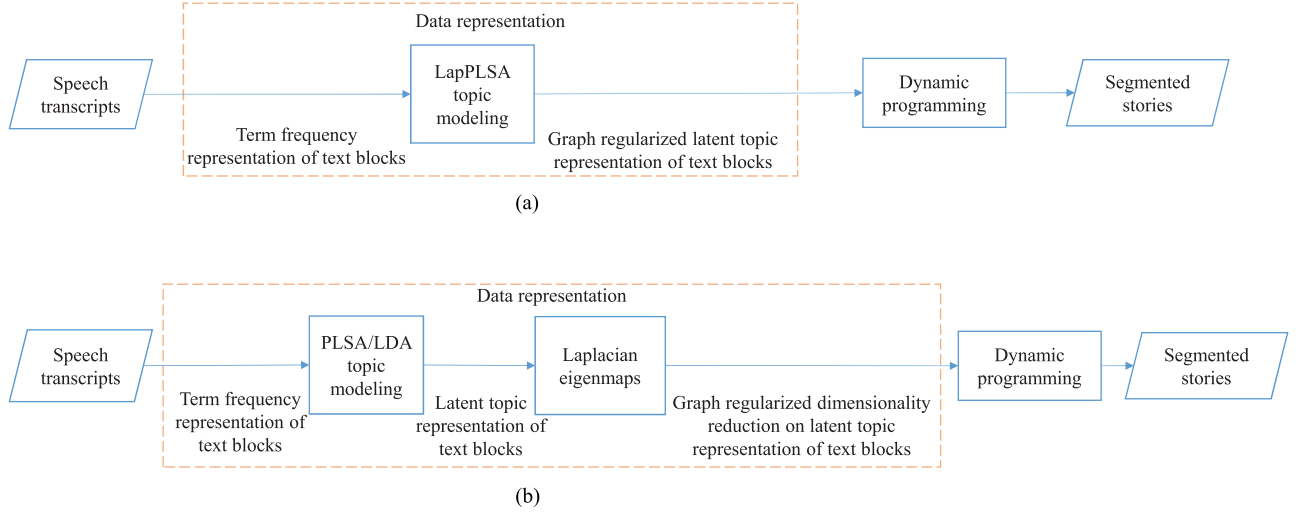 Data representation
Speech
transcripts
LapPLSA
topic
modeling
Dynamic
programming
Segmented
stories
Term frequency
representation of text blocks
Graph regularized latent topic
representation of text blocks
(a)
Data representation
Speech
transcripts
PLSA/LDA
topic
modeling
Laplacian
eigenmaps
Dynamic
programming
Segmented
stories
Term frequency
representation of
text blocks
Latent topic
representation of
text blocks
Graph regularized dimensionality
reduction on latent topic
representation of text blocks
(b)